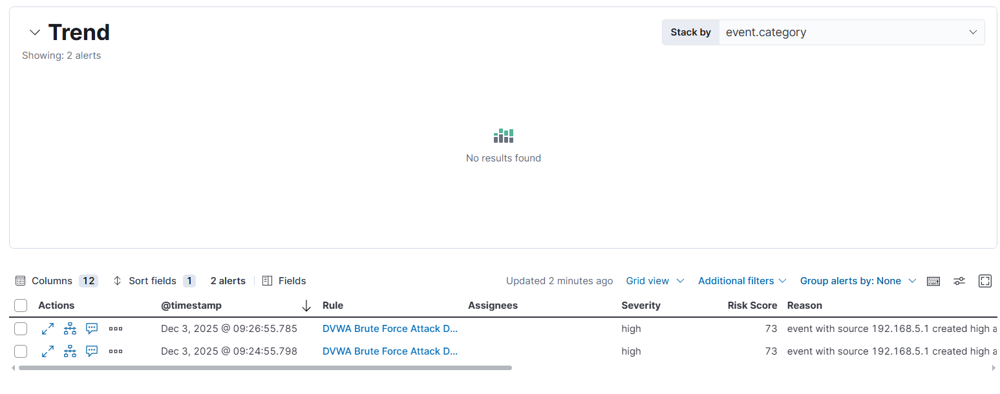 Trend
Stack by event.category
Showing: 2 alerts
No results found
Columns 12 Sort fields 1 2 alerts Fields Updated 2 minutes ago Grid view Additional filters Group alerts by: None
Actions @timestamp Rule Assignees Severity Risk Score Reason
Dec 3, 2025 @ 09:26:55.785 DVWA Brute Force Attack D... high 73 event with source 192.168.5.1 created high a
Dec 3, 2025 @ 09:24:55.798 DVWA Brute Force Attack D... high 73 event with source 192.168.5.1 created high a